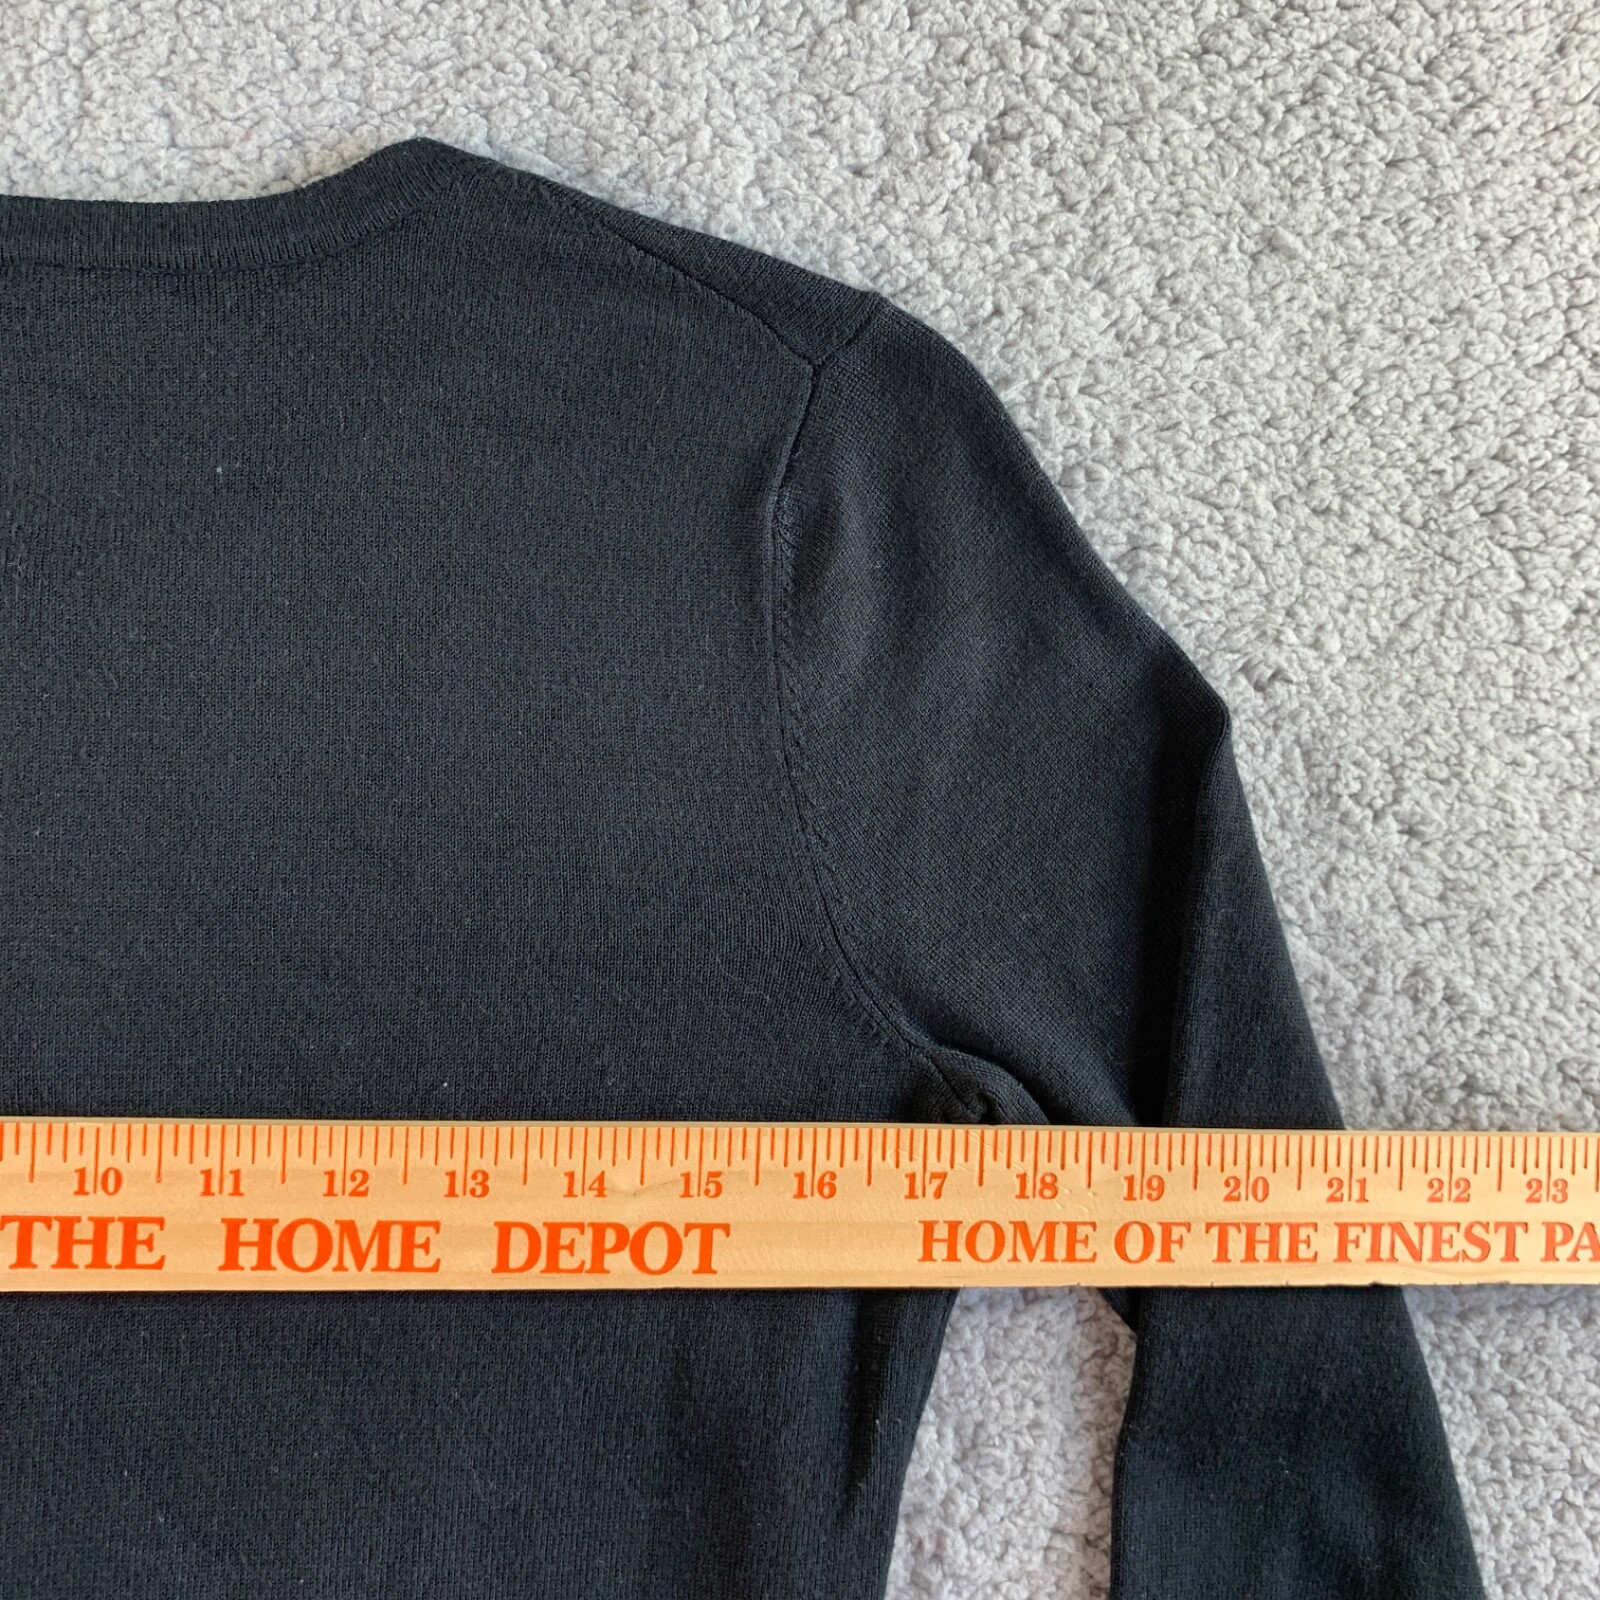 10 11 12 13 14 15 16 17 18 19 20 21 22 23
THE HOME DEPOT HOME OF THE FINEST PA